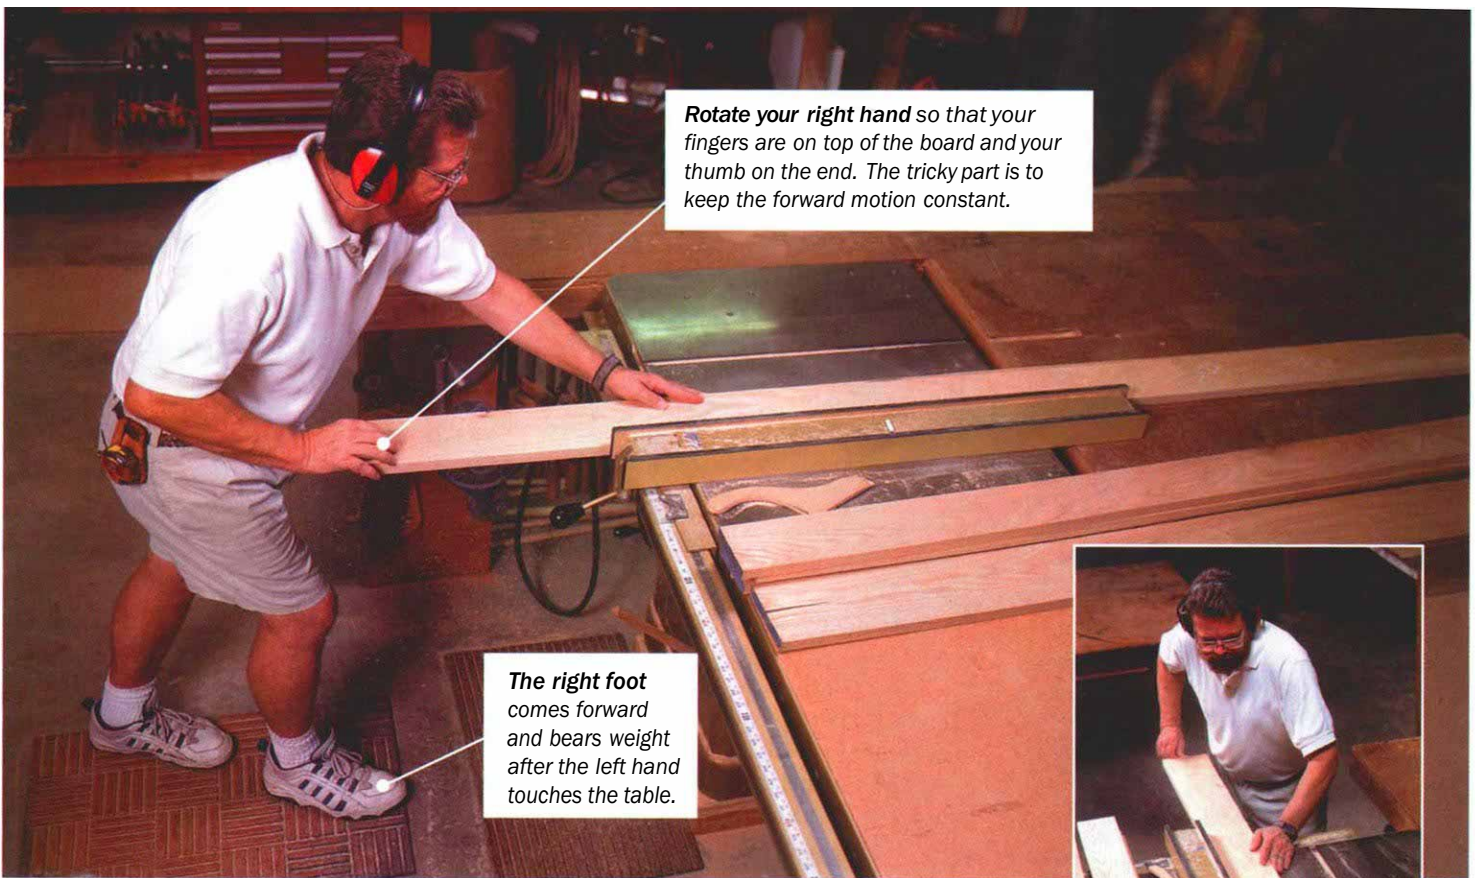 Rotate your right hand so that your
fingers are on top of the board and your
thumb on the end. The tricky part is to
keep the forward motion constant.
The right foot
comes forward
and bears weight
after the left hand
touches the table.